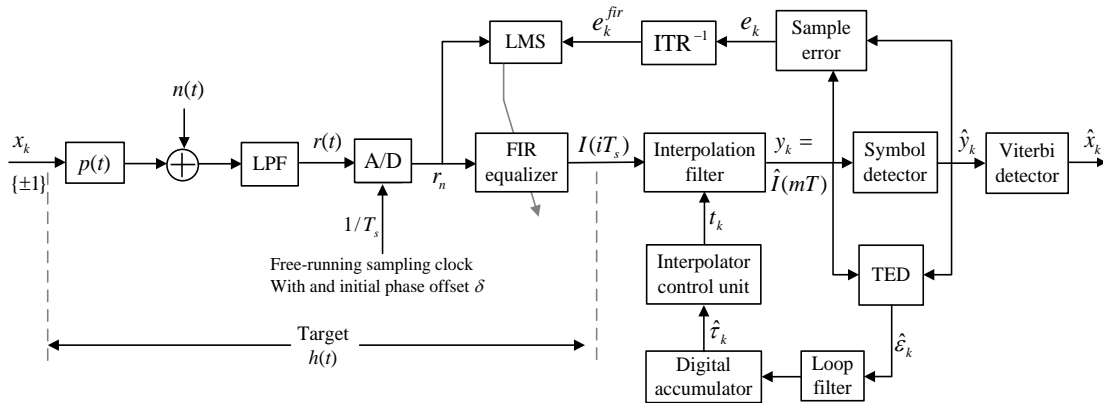 LMS
e_k^{fir}
ITR^{-1}
e_k
Sample
error
n(t)
x_k
{±1}
p(t)
LPF
r(t)
A/D
r_n
FIR
equalizer
I(iT_s)
Interpolation
filter
y_k =
Î(mT)
Symbol
detector
ŷ_k
Viterbi
detector
x̂_k
1/T_s
Free-running sampling clock
With and initial phase offset δ
t_k
Interpolator
control unit
TED
Target
h(t)
τ̂_k
ε̂_k
Digital
accumulator
Loop
filter